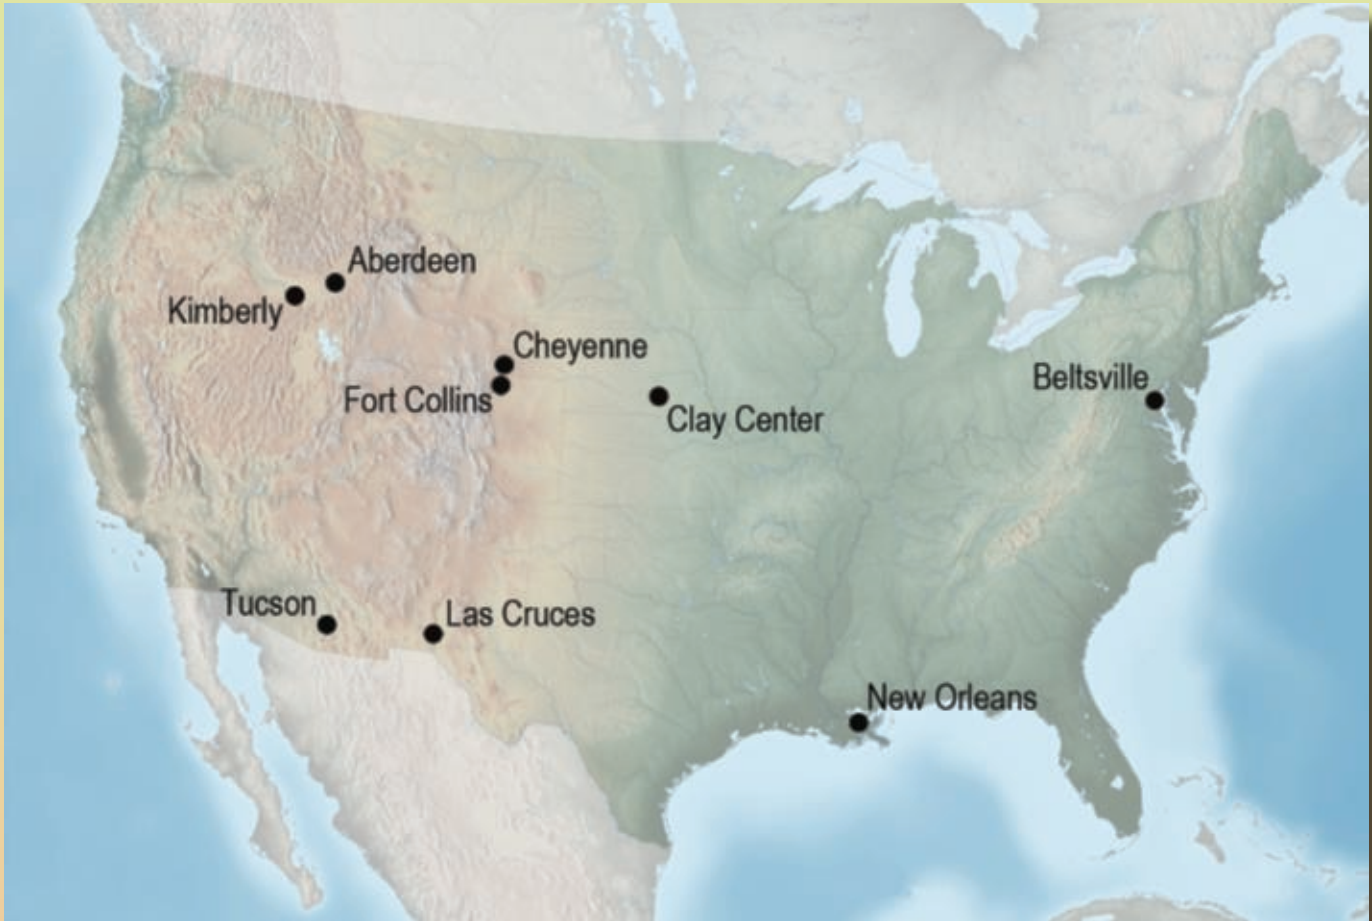 Aberdeen
Kimberly
Cheyenne
Fort Collins
Beltsville
Clay Center
Tucson
Las Cruces
New Orleans